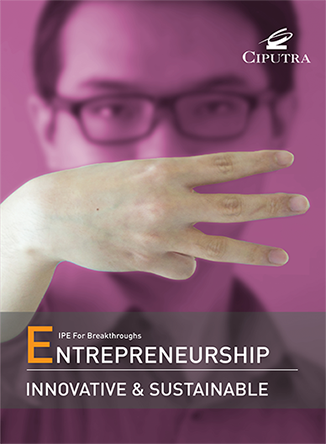 CIPUTRA
IPE For Breakthroughs
ENTREPRENEURSHIP
INNOVATIVE & SUSTAINABLE